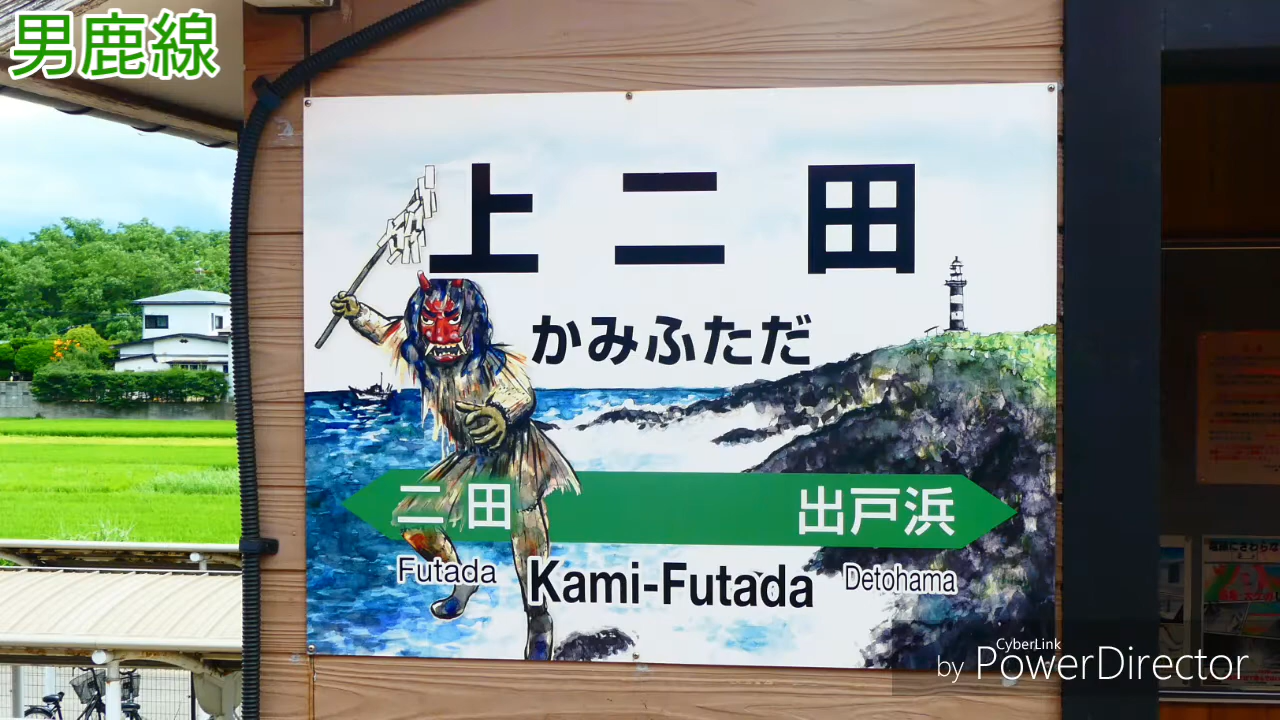 男鹿線
上二田
かみふただ
二田 出戸浜
Futada Kami-Futada Detohama
CyberLink
by PowerDirector